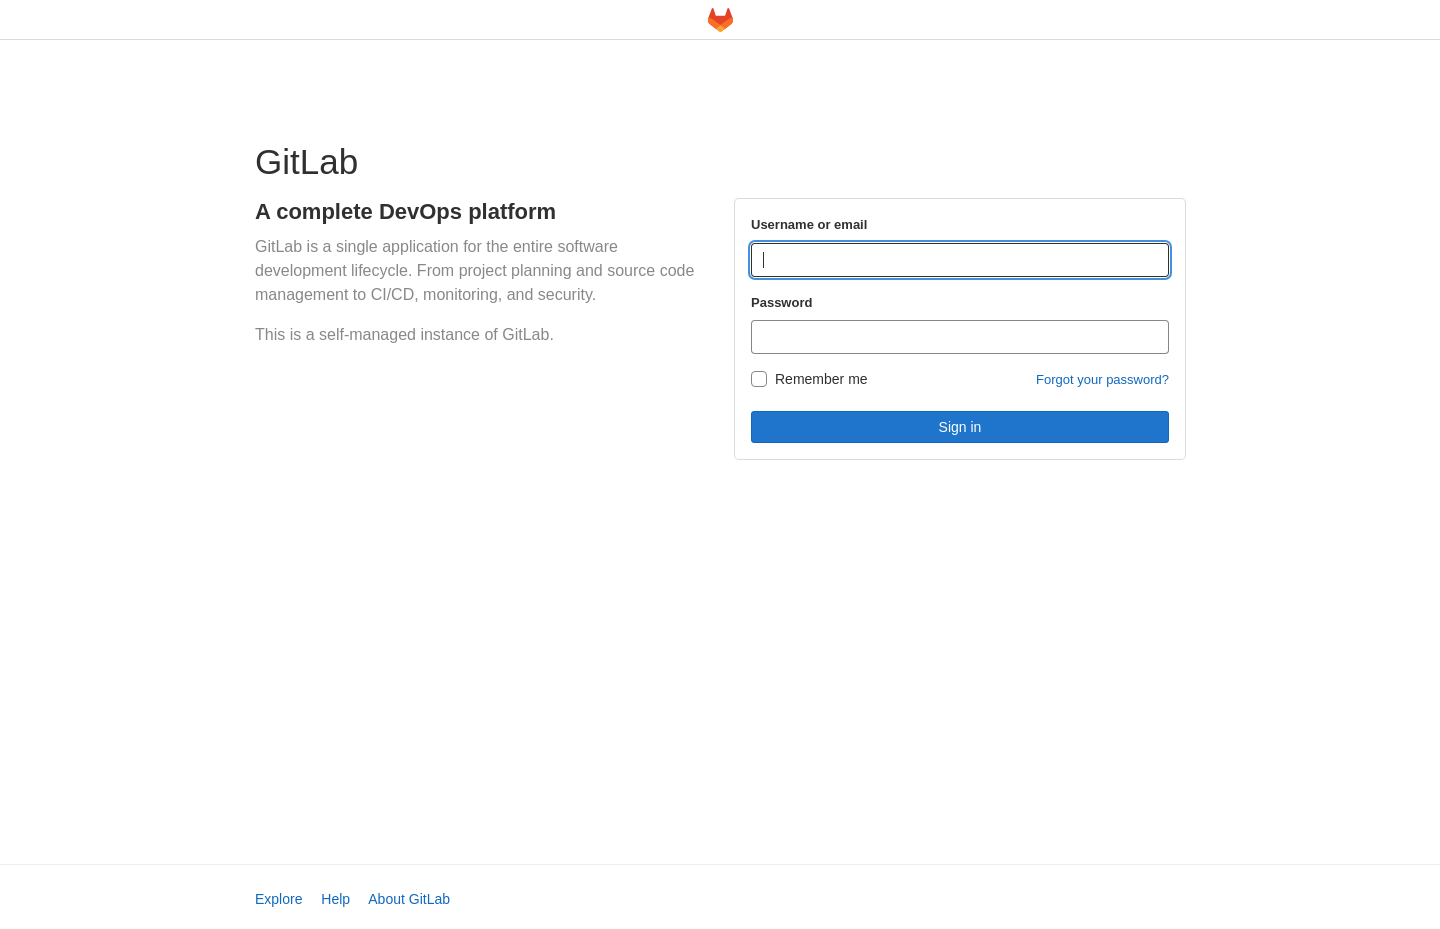 GitLab
A complete DevOps platform
GitLab is a single application for the entire software
development lifecycle. From project planning and source code
management to CI/CD, monitoring, and security.
This is a self-managed instance of GitLab.
Username or email
Password
Remember me
Forgot your password?
Sign in
Explore Help About GitLab